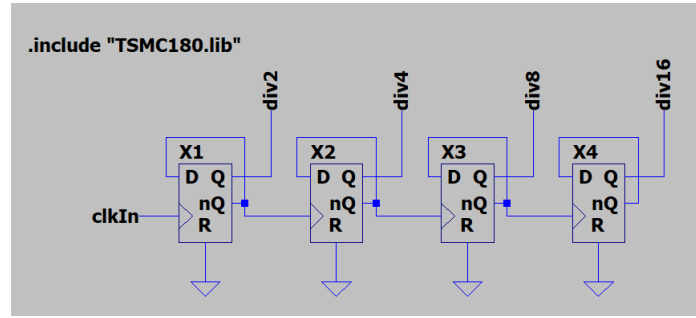 .include "TSMC180.lib"
div2
div4
div8
div16
X1
X2
X3
X4
D Q
D Q
D Q
D Q
nQ
nQ
nQ
nQ
clkIn
R
R
R
R